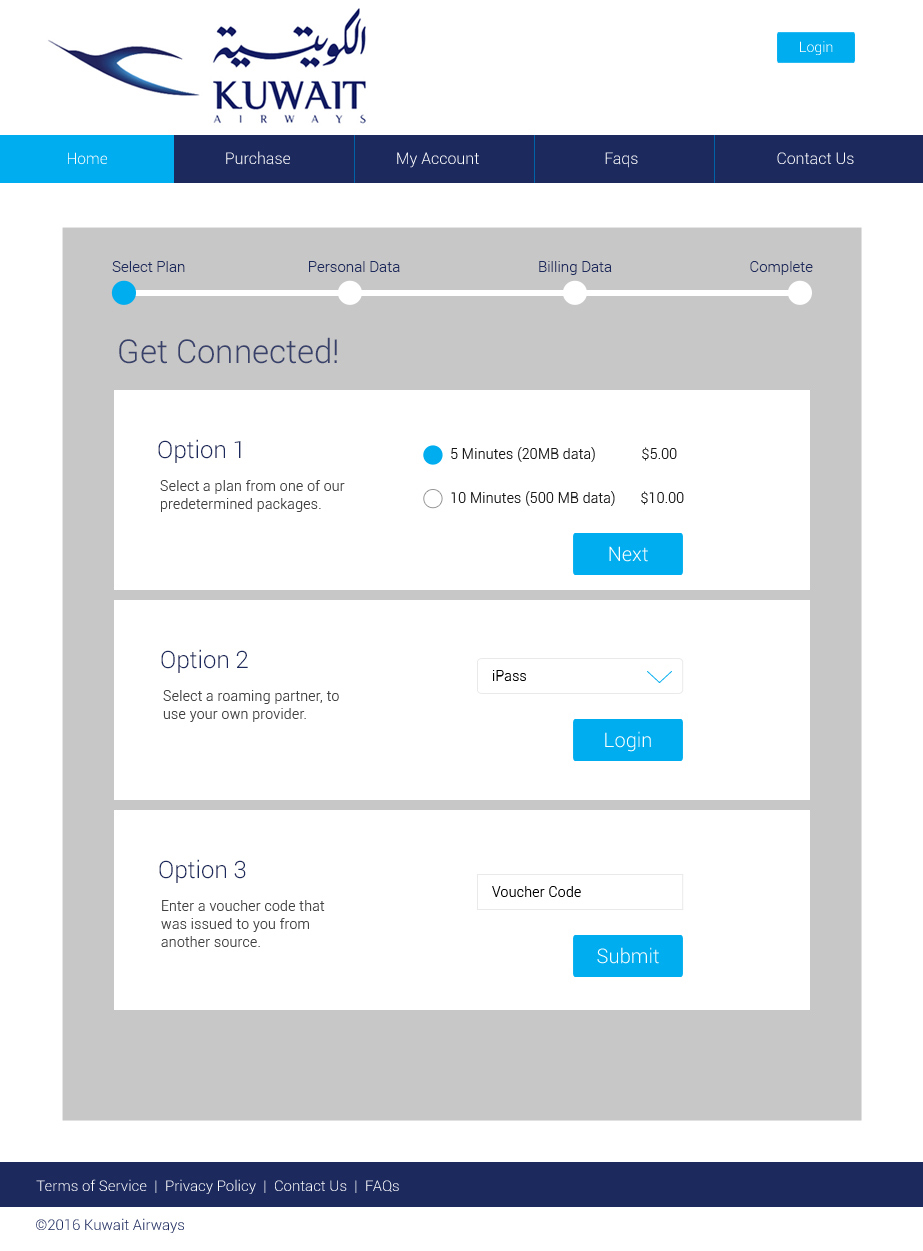 الكويتية
KUWAIT
AIRWAYS
Login
Home
Purchase
My Account
Faqs
Contact Us
Select Plan
Personal Data
Billing Data
Complete
Get Connected!
Option 1
Select a plan from one of our
predetermined packages.
5 Minutes (20MB data) $5.00
10 Minutes (500 MB data) $10.00
Next
Option 2
Select a roaming partner, to
use your own provider.
iPass
Login
Option 3
Enter a voucher code that
was issued to you from
another source.
Voucher Code
Submit
Terms of Service | Privacy Policy | Contact Us | FAQs
©2016 Kuwait Airways